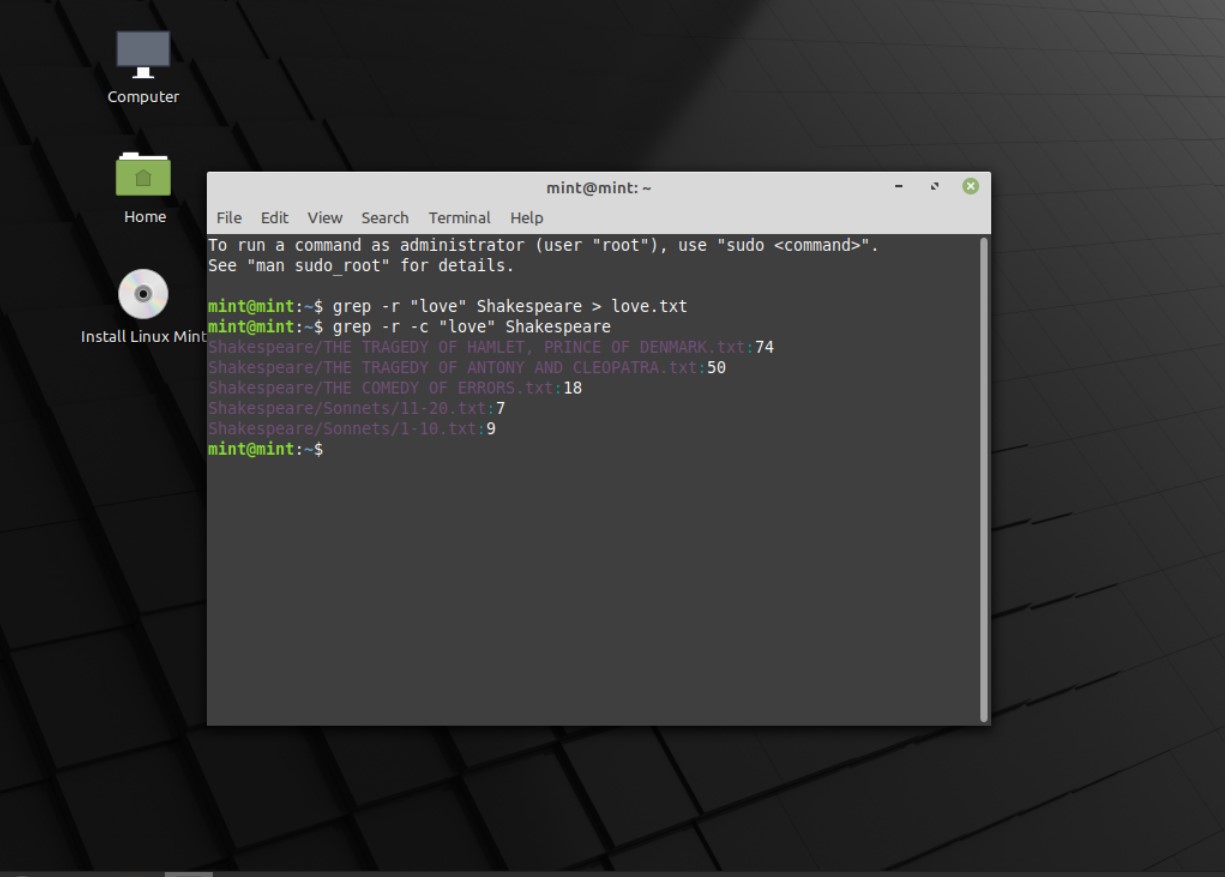 Computer
Home
Install Linux Mint
mint@mint: ~
File Edit View Search Terminal Help
To run a command as administrator (user "root"), use "sudo <command>".
See "man sudo_root" for details.
mint@mint:~$ grep -r "love" Shakespeare > love.txt
mint@mint:~$ grep -r -c "love" Shakespeare
Shakespeare/THE TRAGEDY OF HAMLET, PRINCE OF DENMARK.txt:74
Shakespeare/THE TRAGEDY OF ANTONY AND CLEOPATRA.txt:50
Shakespeare/THE COMEDY OF ERRORS.txt:18
Shakespeare/Sonnets/11-20.txt:7
Shakespeare/Sonnets/1-10.txt:9
mint@mint:~$